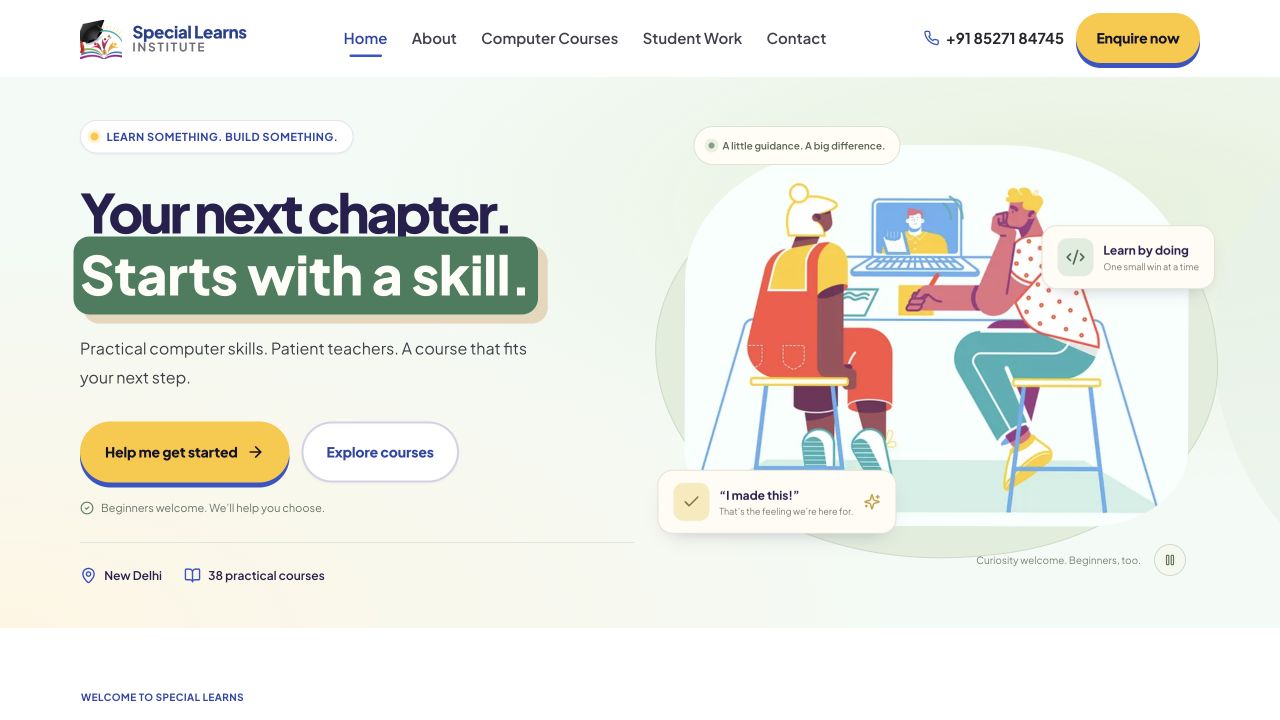 Special Learns
INSTITUTE
Home
About
Computer Courses
Student Work
Contact
+91 85271 84745
Enquire now
LEARN SOMETHING. BUILD SOMETHING.
Your next chapter.
Starts with a skill.
Practical computer skills. Patient teachers. A course that fits
your next step.
Help me get started
Explore courses
Beginners welcome. We'll help you choose.
New Delhi
38 practical courses
A little guidance. A big difference.
Learn by doing
One small win at a time
“I made this!”
That's the feeling we're here for.
Curiosity welcome. Beginners, too.
WELCOME TO SPECIAL LEARNS